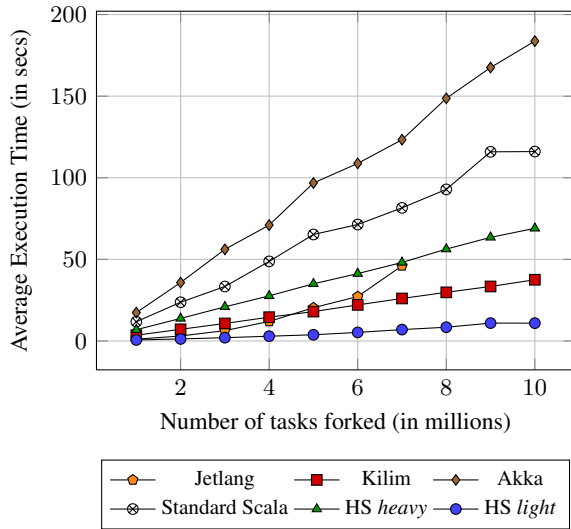 200
150
100
50
0
Average Execution Time (in secs)
2 4 6 8 10
Number of tasks forked (in millions)
Jetlang Kilim Akka
Standard Scala HS heavy HS light